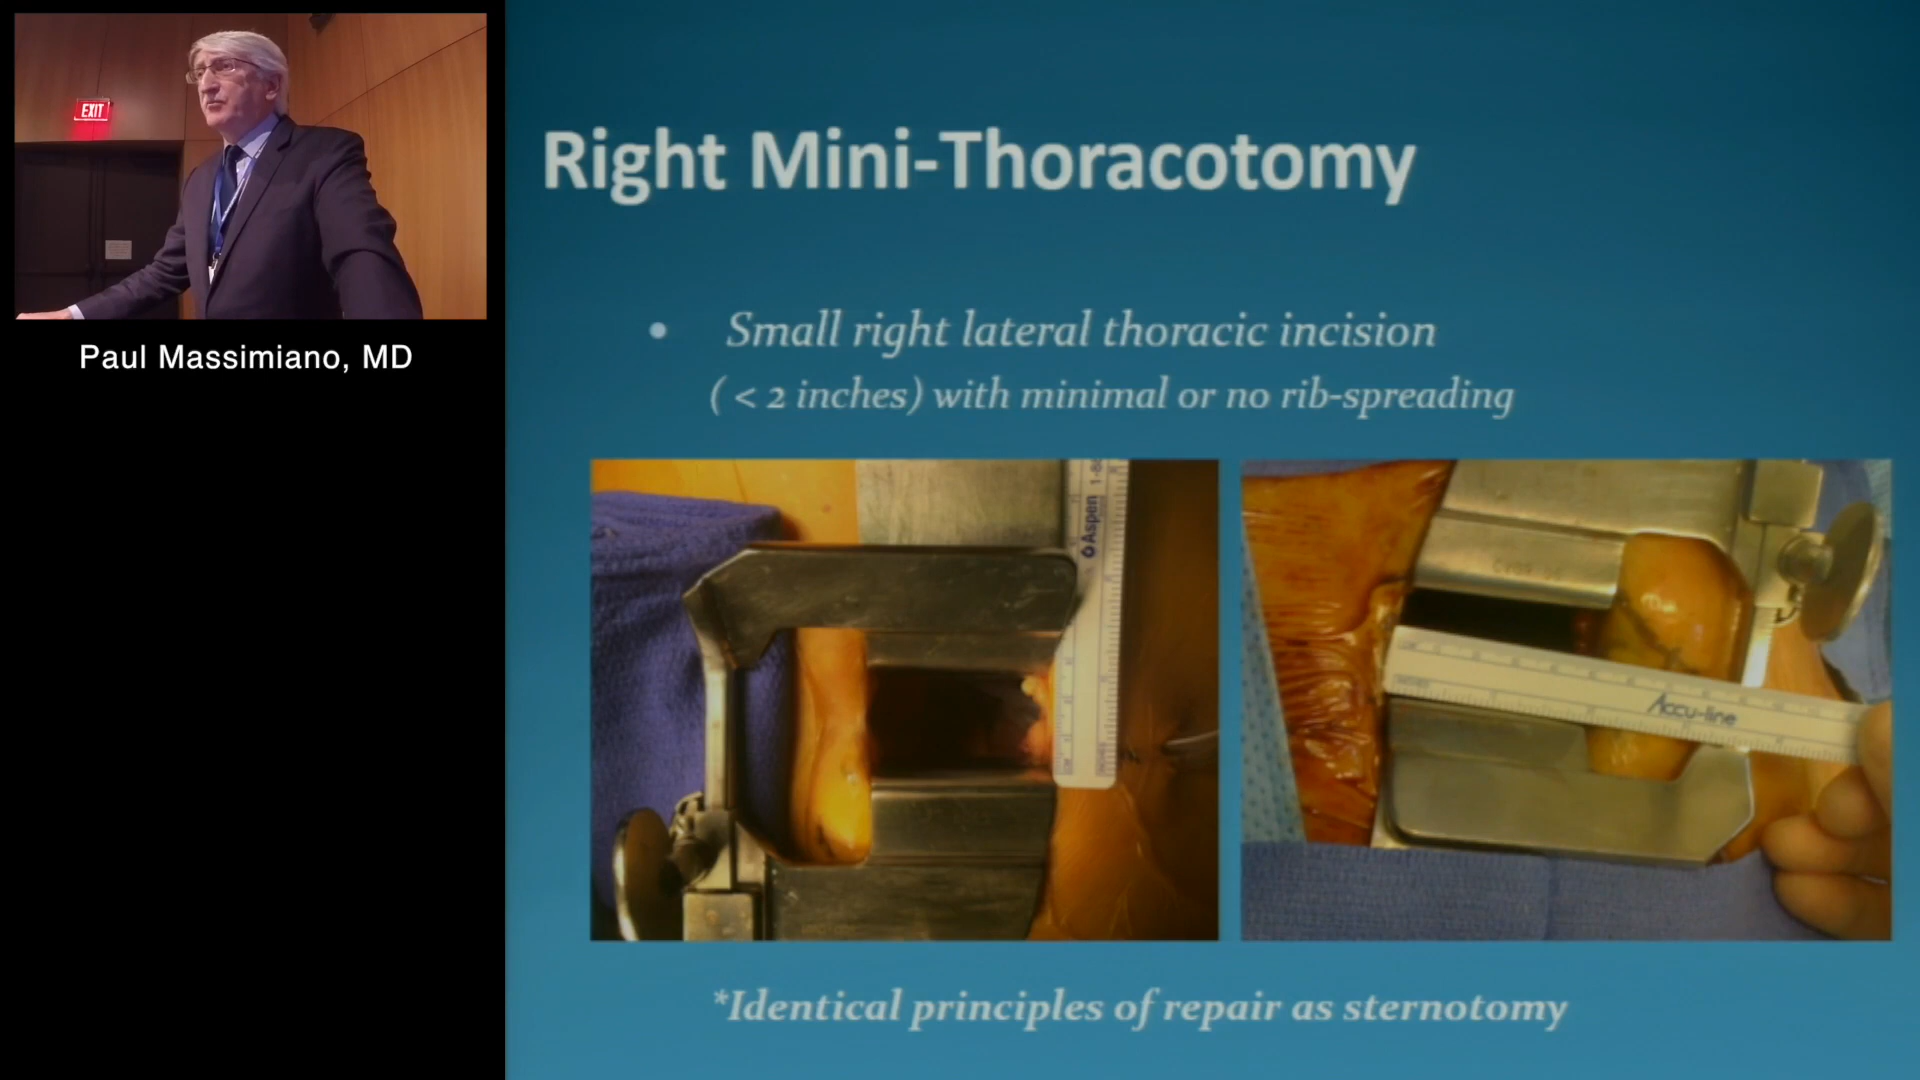 EXIT
Paul Massimiano, MD
Right Mini-Thoracotomy
• Small right lateral thoracic incision
( < 2 inches) with minimal or no rib-spreading
Aspen
Accu-line
*Identical principles of repair as sternotomy